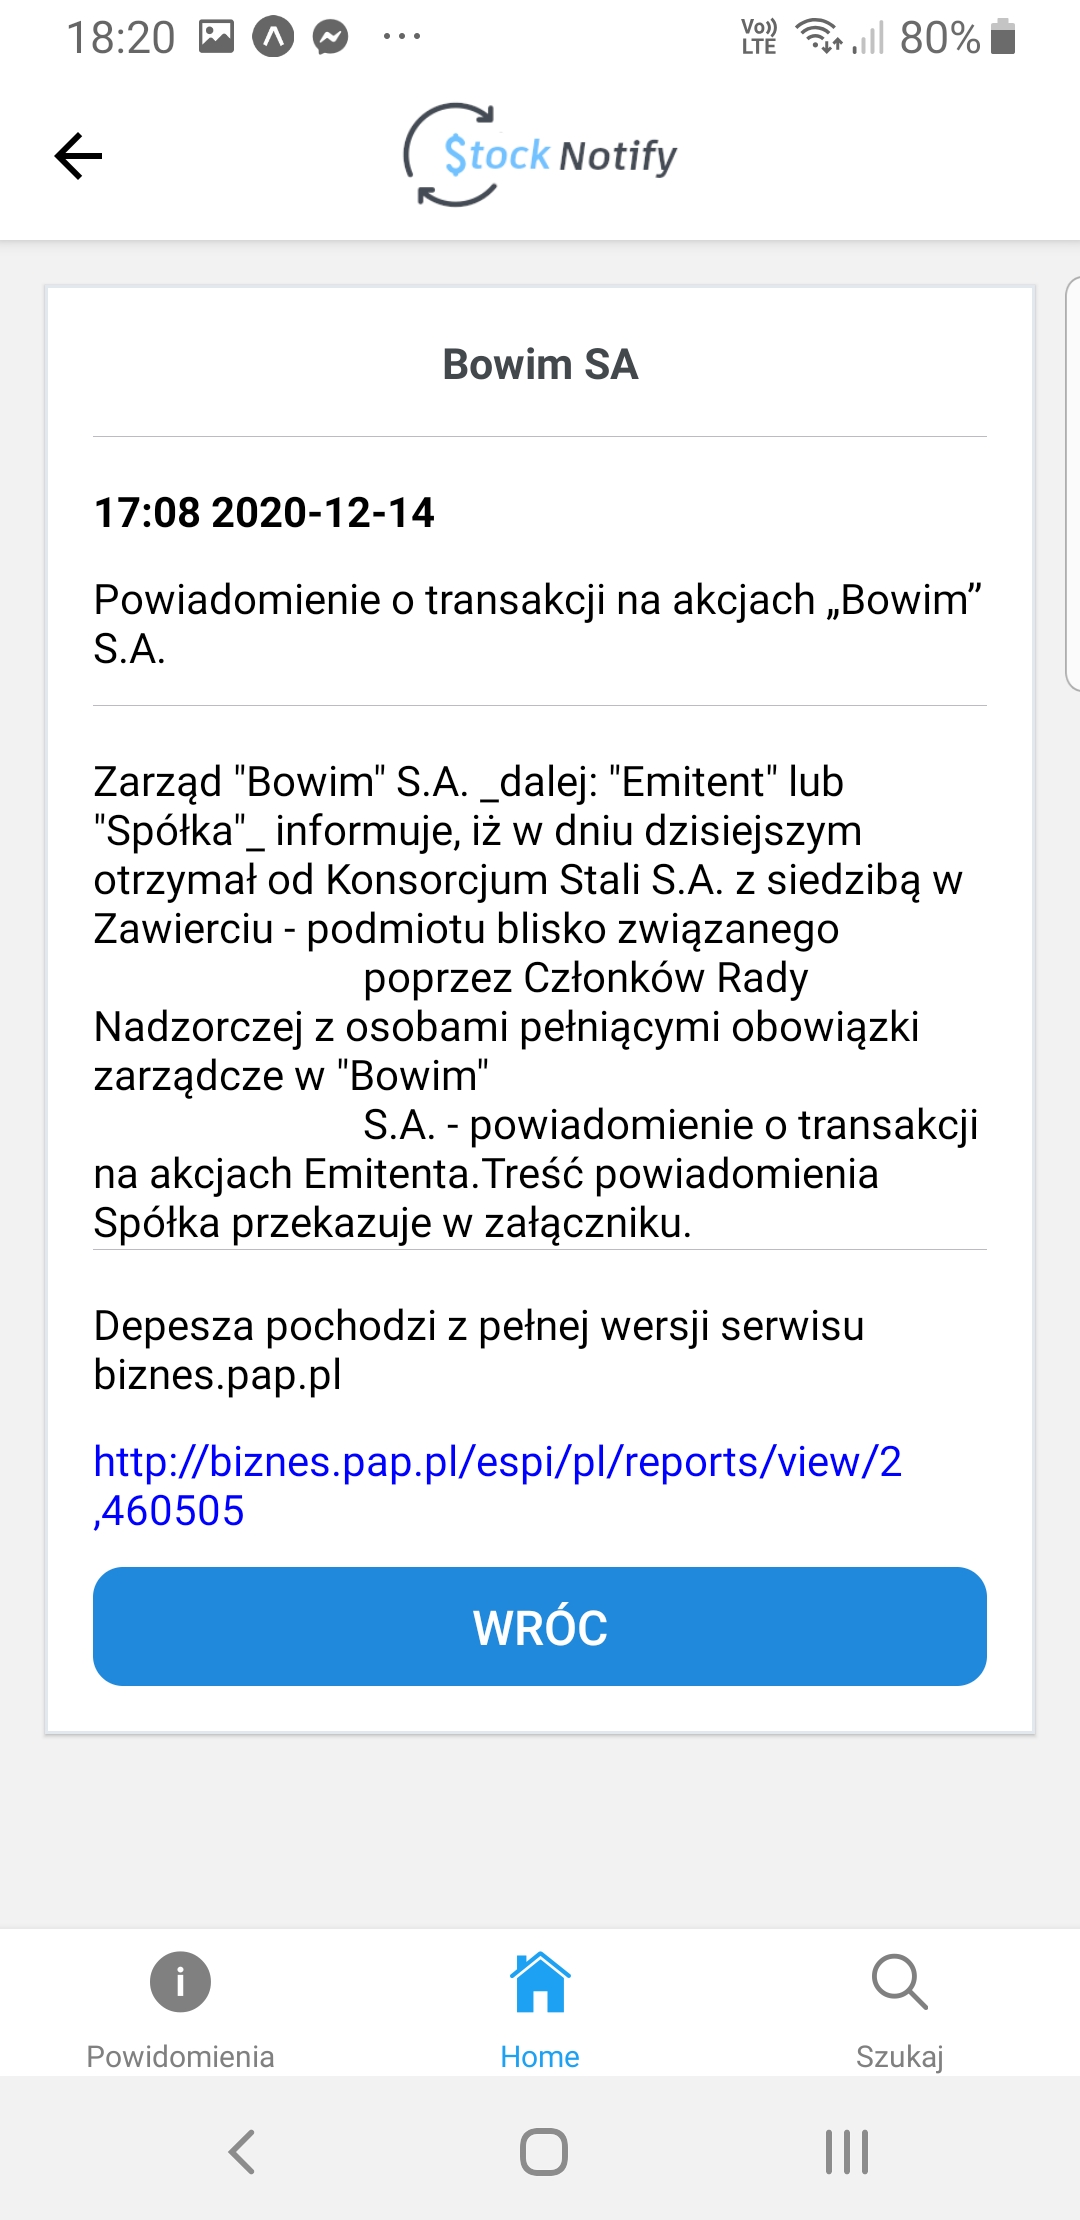 18:20 Vo)) LTE 80%
$tock Notify
Bowim SA
17:08 2020-12-14
Powiadomienie o transakcji na akcjach „Bowim”
S.A.
Zarząd "Bowim" S.A. _dalej: "Emitent" lub
"Spółka"_ informuje, iż w dniu dzisiejszym
otrzymał od Konsorcjum Stali S.A. z siedzibą w
Zawierciu - podmiotu blisko związanego
poprzez Członków Rady
Nadzorczej z osobami pełniącymi obowiązki
zarządcze w "Bowim"
S.A. - powiadomienie o transakcji
na akcjach Emitenta.Treść powiadomienia
Spółka przekazuje w załączniku.
Depesza pochodzi z pełnej wersji serwisu
biznes.pap.pl
http://biznes.pap.pl/espi/pl/reports/view/2
,460505
WRÓC
Powidomienia Home Szukaj